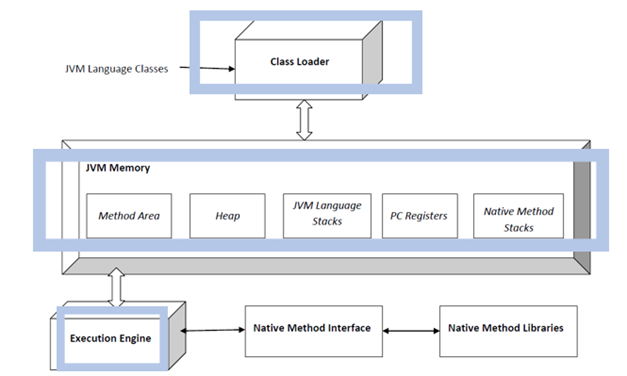 Class Loader
JVM Language Classes
JVM Memory
Method Area
Heap
JVM Language
Stacks
PC Registers
Native Method
Stacks
Execution Engine
Native Method Interface
Native Method Libraries